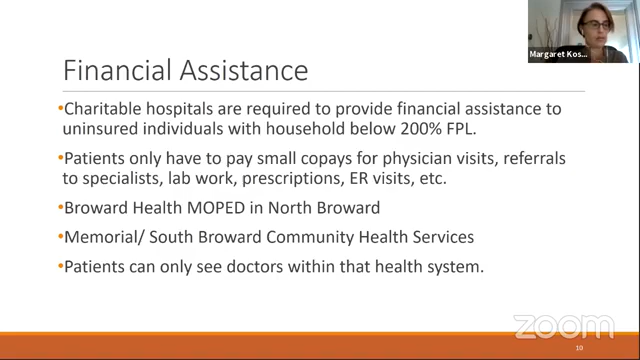 Margaret Kos...
Financial Assistance
•Charitable hospitals are required to provide financial assistance to
uninsured individuals with household below 200% FPL.
•Patients only have to pay small copays for physician visits, referrals
to specialists, lab work, prescriptions, ER visits, etc.
•Broward Health MOPED in North Broward
•Memorial/ South Broward Community Health Services
•Patients can only see doctors within that health system.
zoom
10